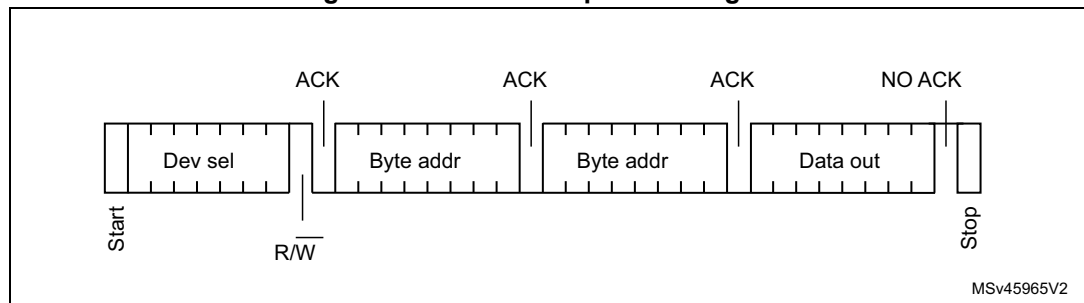 ACK ACK ACK NO ACK
Dev sel Byte addr Byte addr Data out
Start Stop
R/W̅
MSv45965V2